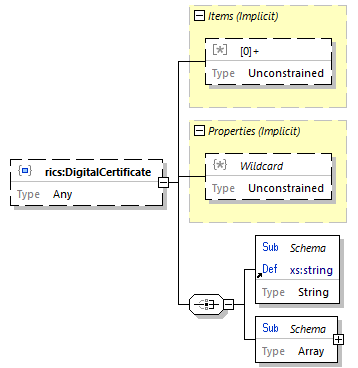 Items (Implicit)
[*] [0]+
Type Unconstrained
Properties (Implicit)
{*} Wildcard
Type Unconstrained
rics:DigitalCertificate
Type Any
Sub Schema
Def xs:string
Type String
Sub Schema
Type Array